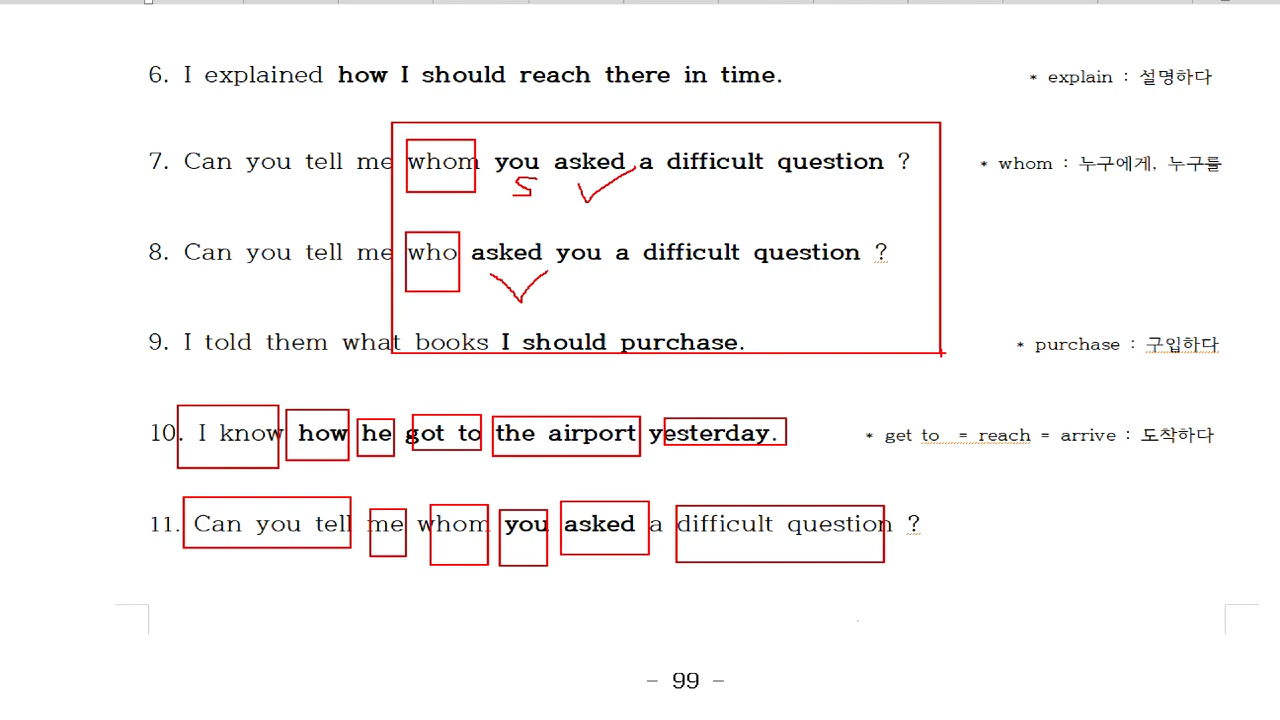 6. I explained how I should reach there in time. * explain : 설명하다
7. Can you tell me whom you asked a difficult question ? * whom : 누구에게, 누구를
S
8. Can you tell me who asked you a difficult question ?
9. I told them what books I should purchase. * purchase : 구입하다
10. I know how he got to the airport yesterday. * get to = reach = arrive : 도착하다
11. Can you tell me whom you asked a difficult question ?
- 99 -